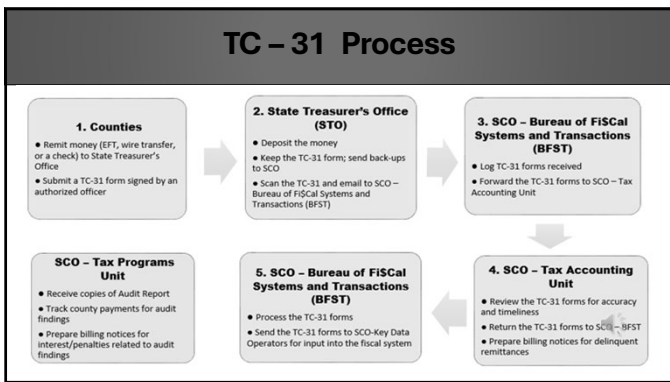 TC – 31 Process
1. Counties
● Remit money (EFT, wire transfer,
or a check) to State Treasurer's
Office
● Submit a TC-31 form signed by an
authorized officer
2. State Treasurer's Office
(STO)
● Deposit the money
● Keep the TC-31 form; send back-ups
to SCO
● Scan the TC-31 and email to SCO –
Bureau of Fi$Cal Systems and
Transactions (BFST)
3. SCO – Bureau of Fi$Cal
Systems and Transactions
(BFST)
● Log TC-31 forms received
● Forward the TC-31 forms to SCO – Tax
Accounting Unit
4. SCO – Tax Accounting
Unit
● Review the TC-31 forms for accuracy
and timeliness
● Return the TC-31 forms to SCO – BFST
● Prepare billing notices for delinquent
remittances
5. SCO – Bureau of Fi$Cal
Systems and Transactions
(BFST)
● Process the TC-31 forms
● Send the TC-31 forms to SCO-Key Data
Operators for input into the fiscal system
SCO – Tax Programs
Unit
● Receive copies of Audit Report
● Track county payments for audit
findings
● Prepare billing notices for
interest/penalties related to audit
findings